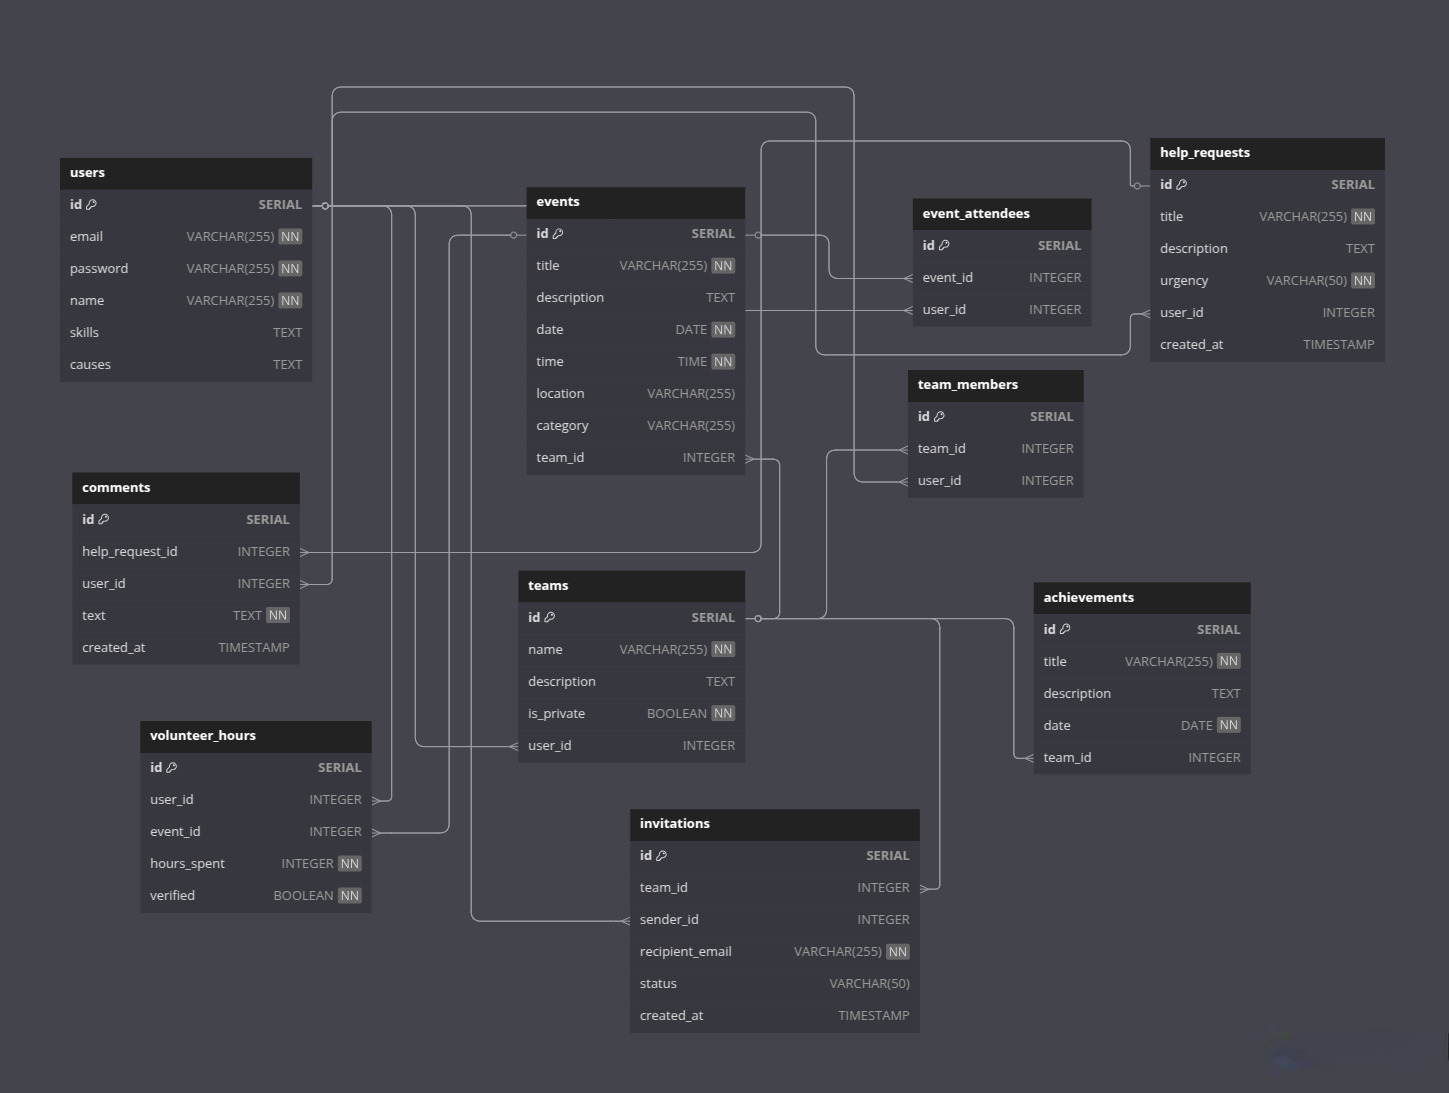 users
id SERIAL
email VARCHAR(255) NN
password VARCHAR(255) NN
name VARCHAR(255) NN
skills TEXT
causes TEXT
events
id SERIAL
title VARCHAR(255) NN
description TEXT
date DATE NN
time TIME NN
location VARCHAR(255)
category VARCHAR(255)
team_id INTEGER
event_attendees
id SERIAL
event_id INTEGER
user_id INTEGER
help_requests
id SERIAL
title VARCHAR(255) NN
description TEXT
urgency VARCHAR(50) NN
user_id INTEGER
created_at TIMESTAMP
team_members
id SERIAL
team_id INTEGER
user_id INTEGER
comments
id SERIAL
help_request_id INTEGER
user_id INTEGER
text TEXT NN
created_at TIMESTAMP
teams
id SERIAL
name VARCHAR(255) NN
description TEXT
is_private BOOLEAN NN
user_id INTEGER
achievements
id SERIAL
title VARCHAR(255) NN
description TEXT
date DATE NN
team_id INTEGER
volunteer_hours
id SERIAL
user_id INTEGER
event_id INTEGER
hours_spent INTEGER NN
verified BOOLEAN NN
invitations
id SERIAL
team_id INTEGER
sender_id INTEGER
recipient_email VARCHAR(255) NN
status VARCHAR(50)
created_at TIMESTAMP